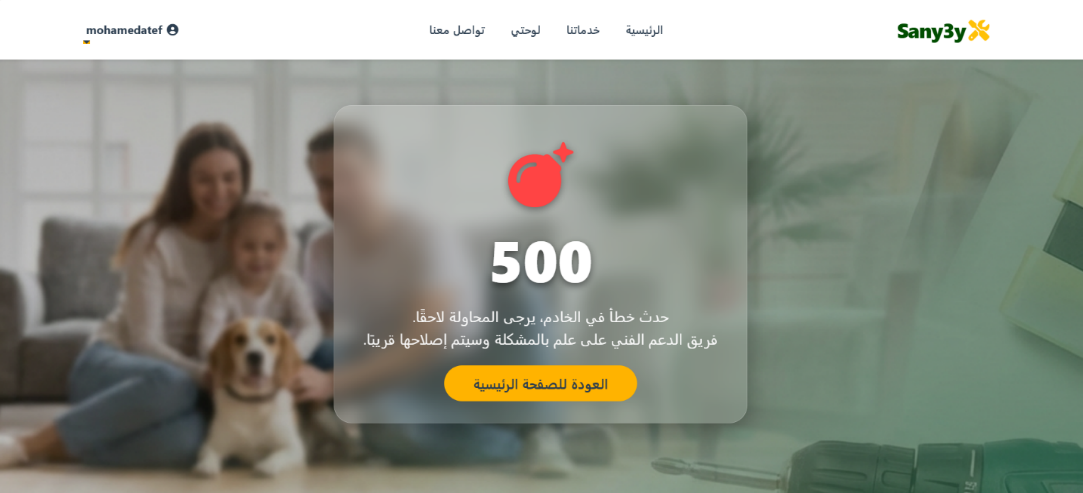 Sany3y
الرئيسية
خدماتنا
لوحتي
تواصل معنا
mohamedatef
500
حدث خطأ في الخادم، يرجى المحاولة لاحقًا.
فريق الدعم الفني على علم بالمشكلة وسيتم إصلاحها قريبًا.
العودة للصفحة الرئيسية